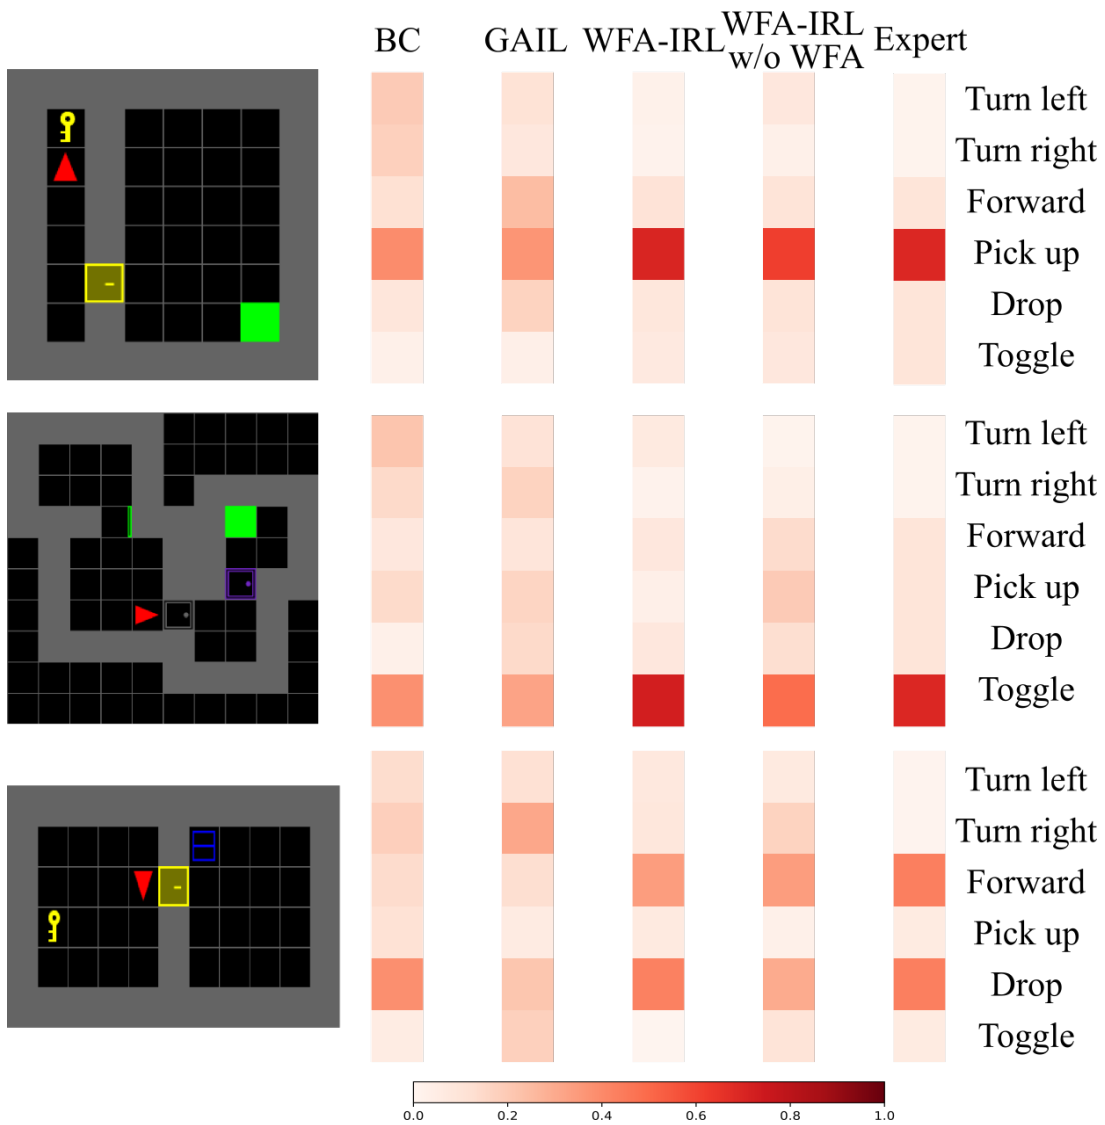 BC GAIL WFA-IRL WFA-IRL w/o WFA Expert
Turn left
Turn right
Forward
Pick up
Drop
Toggle
Turn left
Turn right
Forward
Pick up
Drop
Toggle
Turn left
Turn right
Forward
Pick up
Drop
Toggle
0.0 0.2 0.4 0.6 0.8 1.0